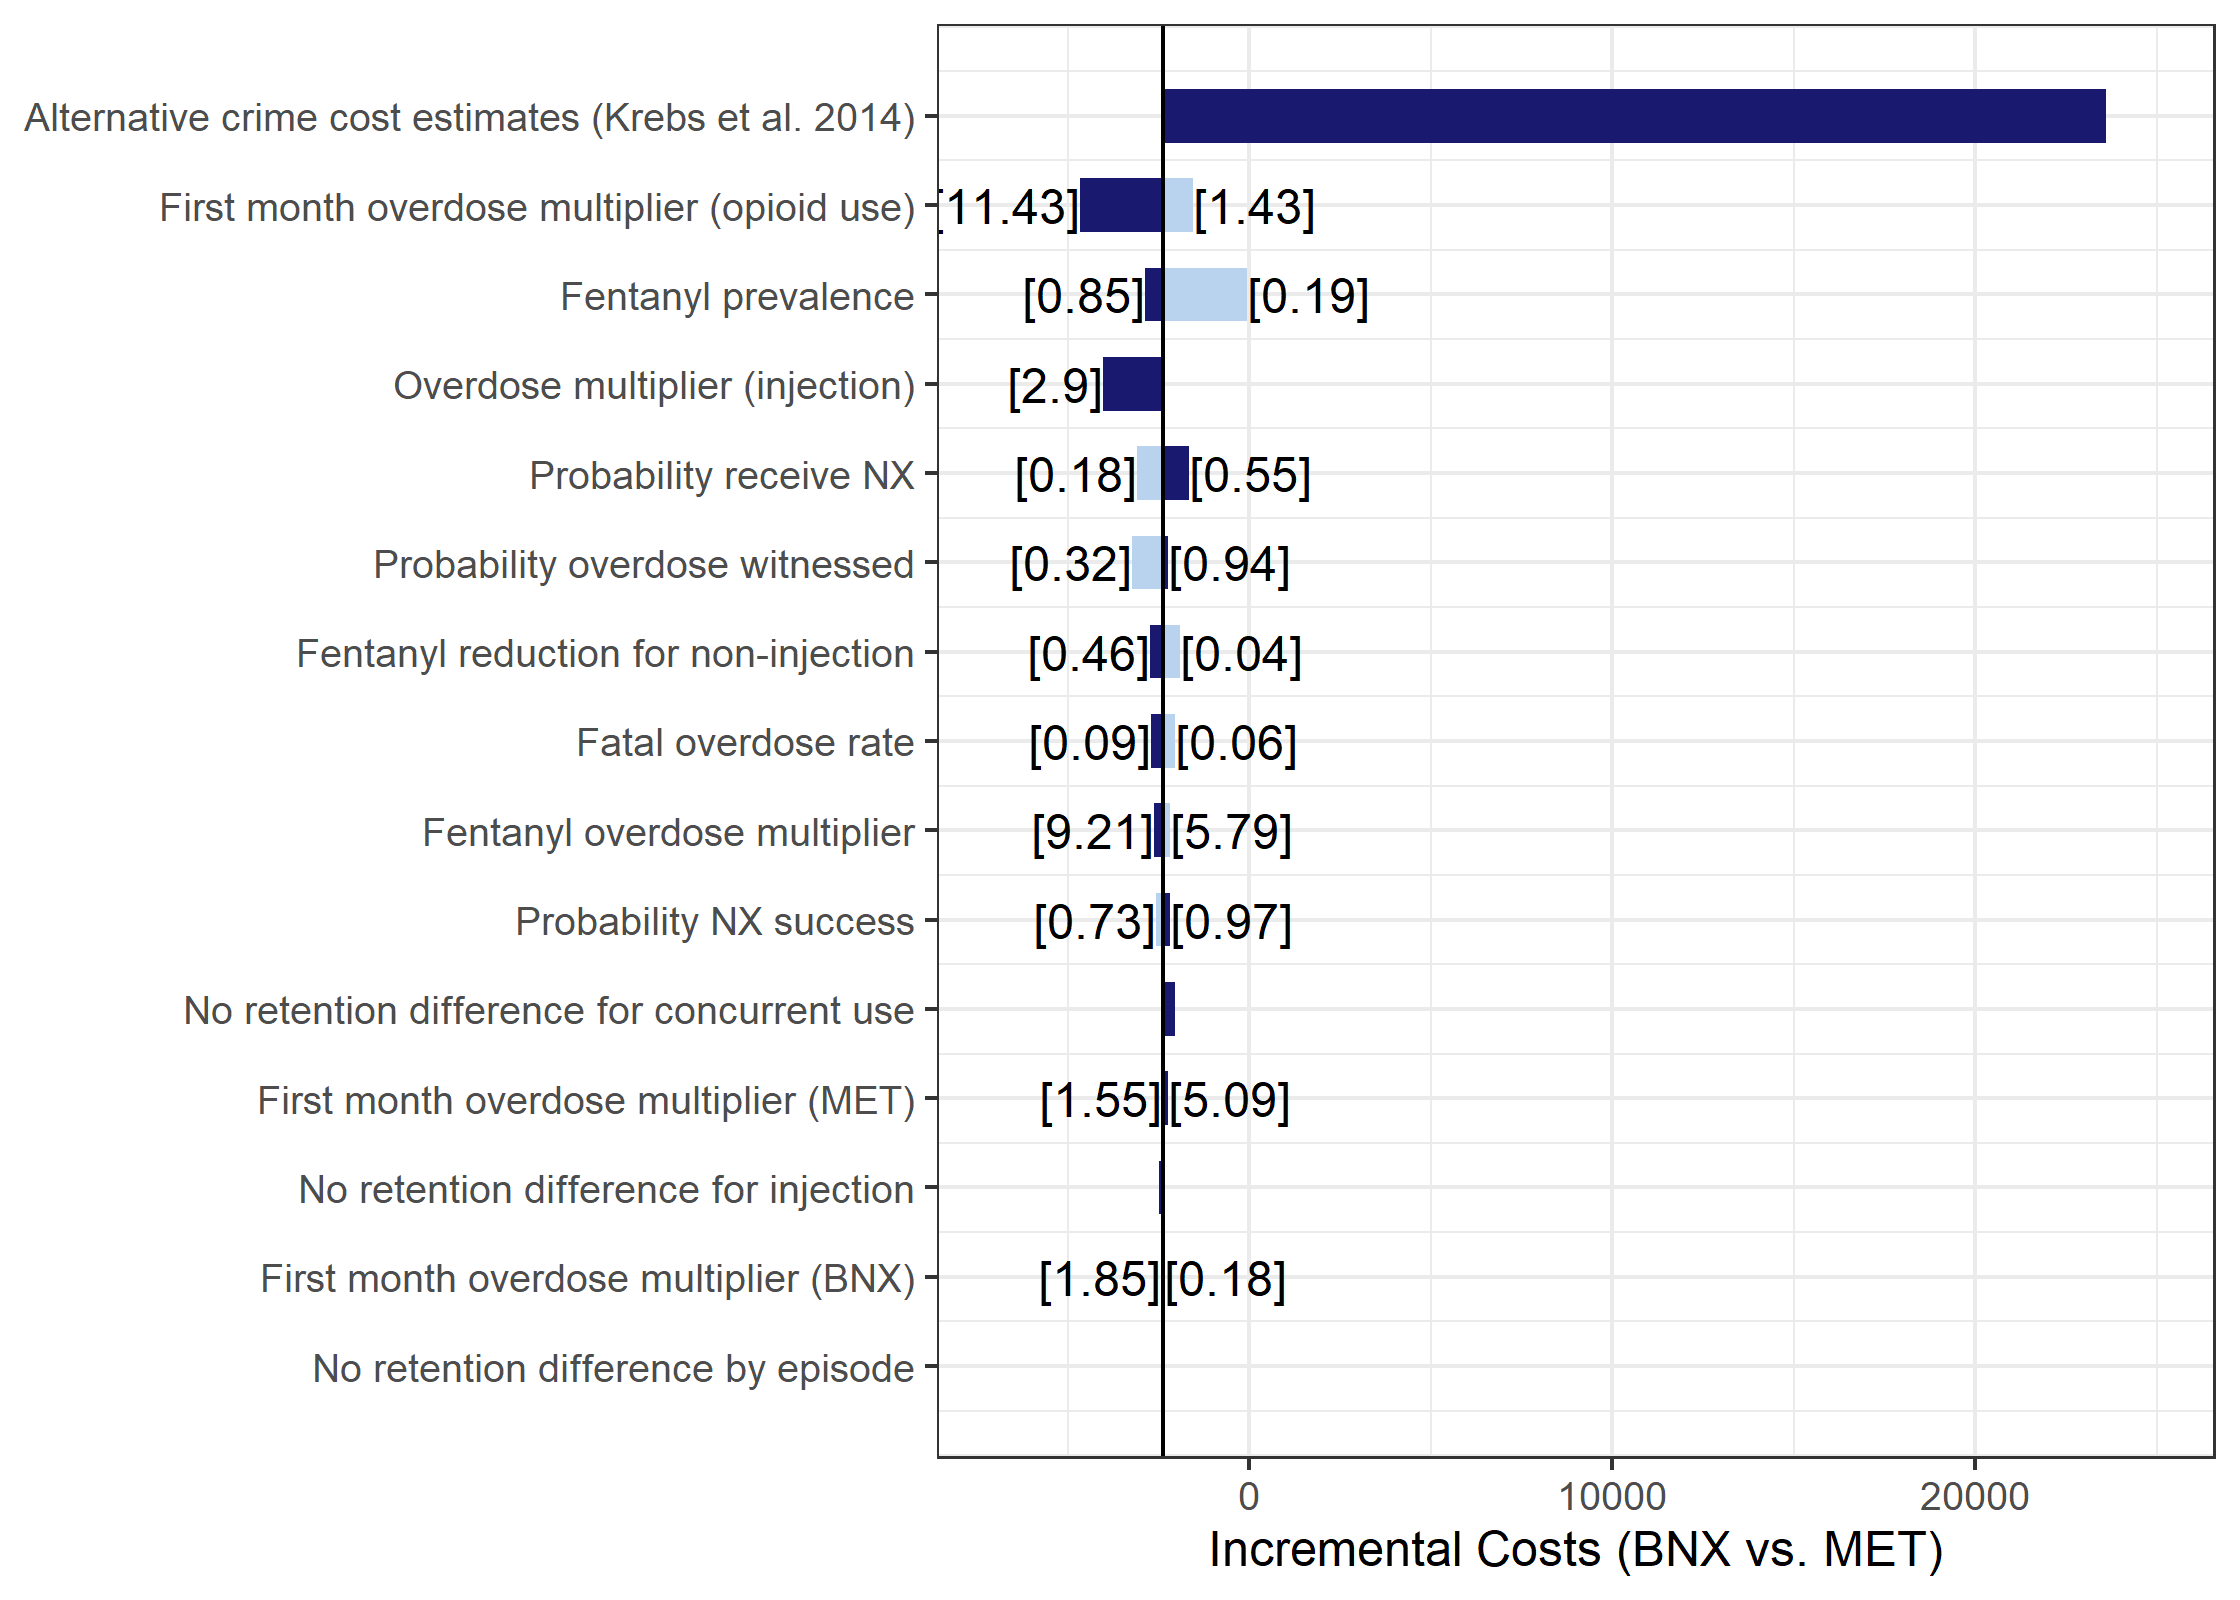 Alternative crime cost estimates (Krebs et al. 2014)
First month overdose multiplier (opioid use) [11.43] [1.43]
Fentanyl prevalence [0.85] [0.19]
Overdose multiplier (injection) [2.9]
Probability receive NX [0.18] [0.55]
Probability overdose witnessed [0.32] [0.94]
Fentanyl reduction for non-injection [0.46] [0.04]
Fatal overdose rate [0.09] [0.06]
Fentanyl overdose multiplier [9.21] [5.79]
Probability NX success [0.73] [0.97]
No retention difference for concurrent use
First month overdose multiplier (MET) [1.55] [5.09]
No retention difference for injection
First month overdose multiplier (BNX) [1.85] [0.18]
No retention difference by episode
0 10000 20000
Incremental Costs (BNX vs. MET)